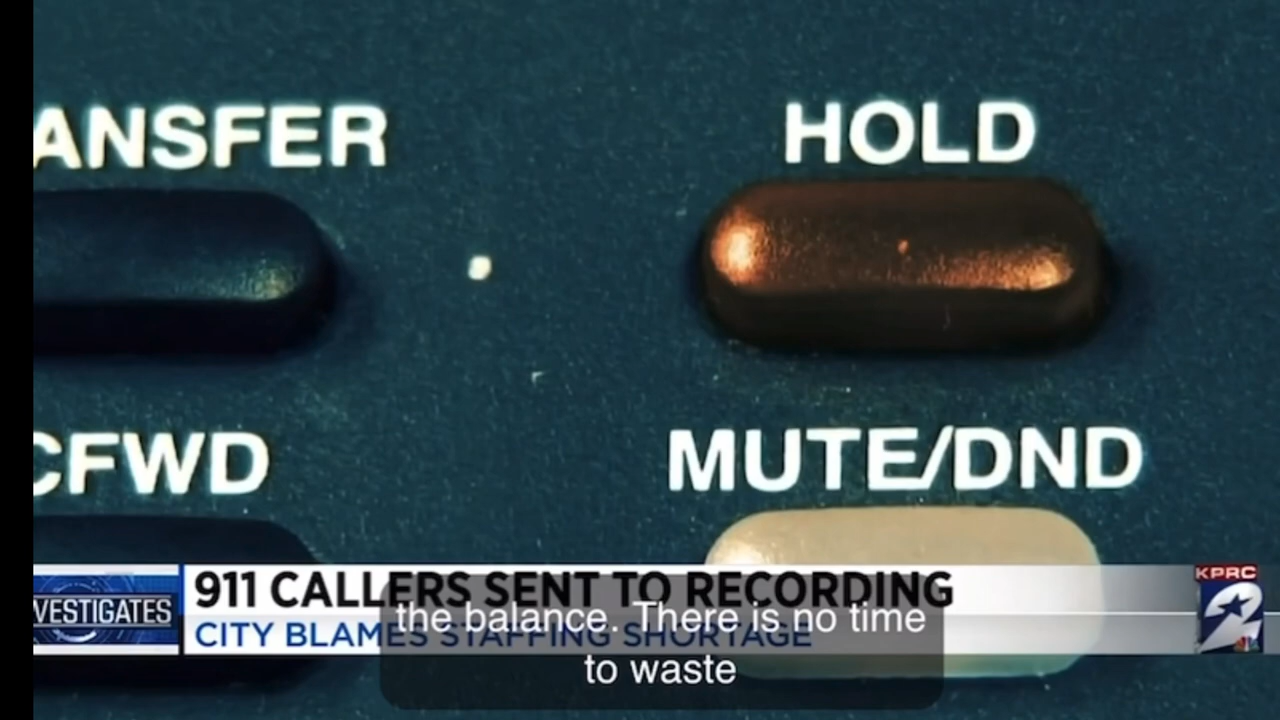 ANSFER
HOLD
CFWD
MUTE/DND
VESTIGATES
911 CALLERS SENT TO RECORDING
CITY BLAMES STAFFING SHORTAGE
KPRC
2
the balance. There is no time
to waste